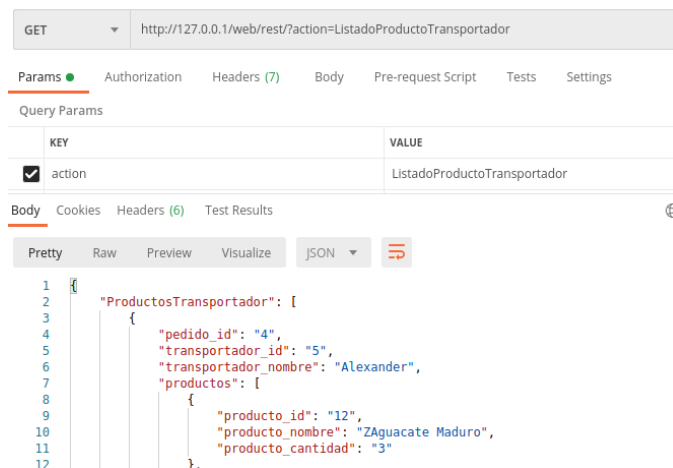 GET http://127.0.0.1/web/rest/?action=ListadoProductoTransportador
Params Authorization Headers (7) Body Pre-request Script Tests Settings
Query Params
KEY VALUE
action ListadoProductoTransportador
Body Cookies Headers (6) Test Results
Pretty Raw Preview Visualize JSON
1 {
2 "ProductosTransportador": [
3 {
4 "pedido_id": "4",
5 "transportador_id": "5",
6 "transportador_nombre": "Alexander",
7 "productos": [
8 {
9 "producto_id": "12",
10 "producto_nombre": "ZAguacate Maduro",
11 "producto_cantidad": "3"
12 },